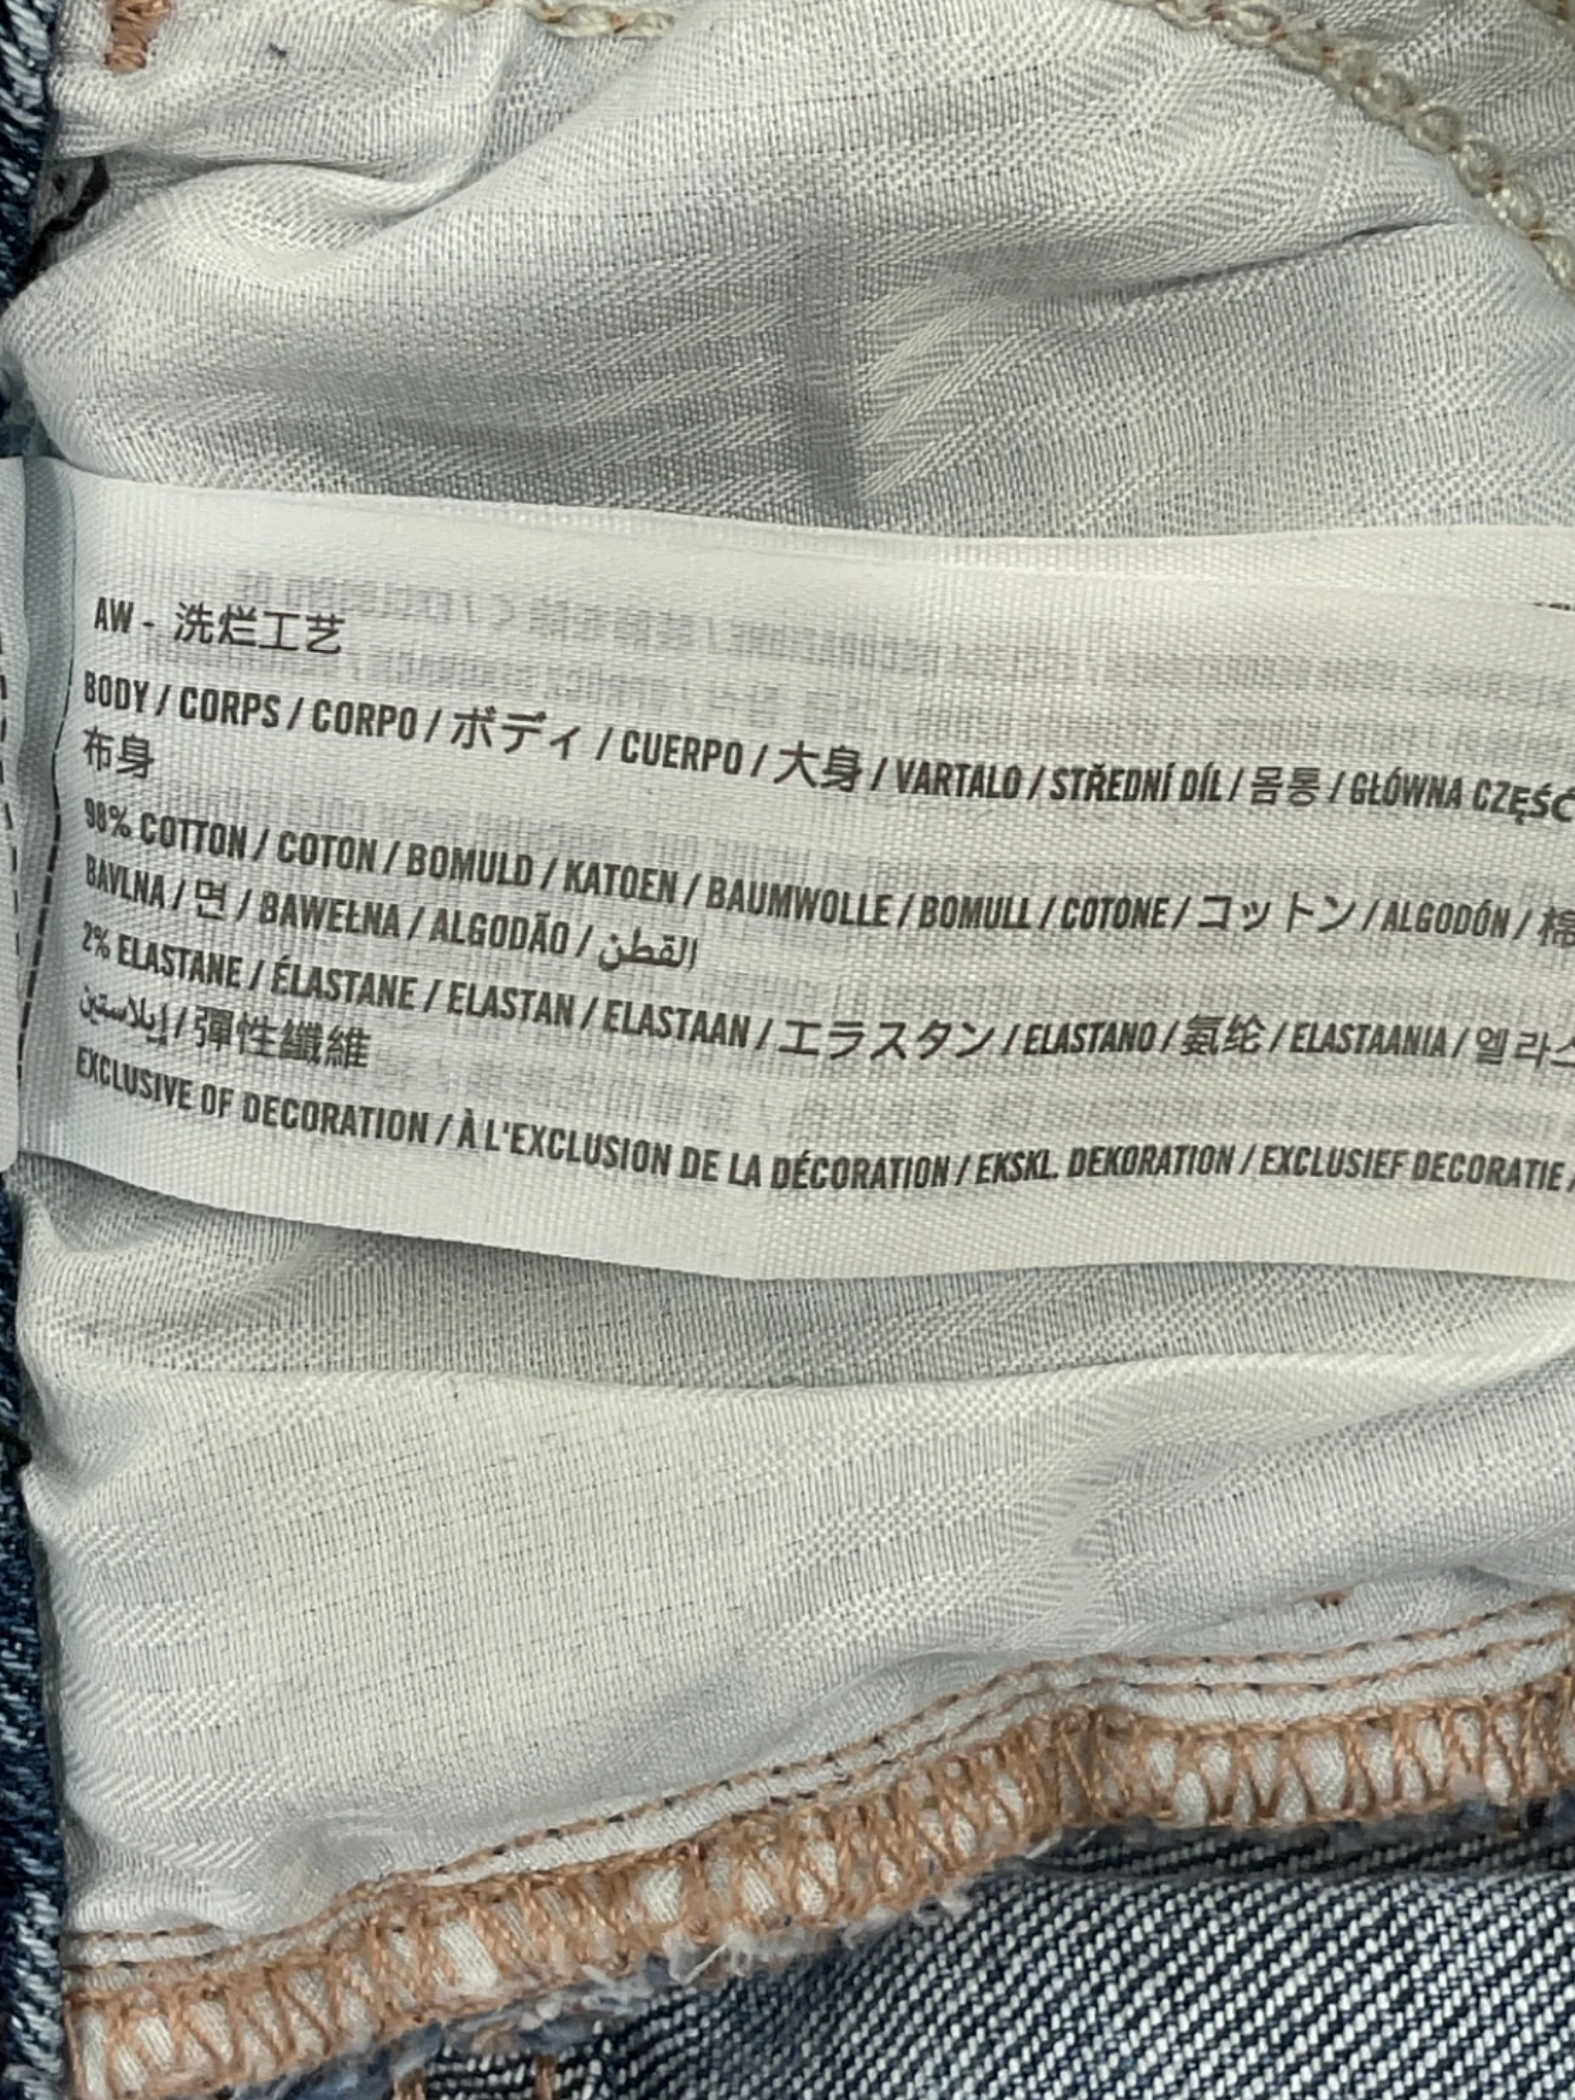 AW - 洗烂工艺
BODY / CORPS / CORPO / ボディ / CUERPO / 大身 / VARTALO / STŘEDNÍ DÍL / 몸통 / GŁÓWNA CZĘŚĆ
布身
98% COTTON / COTON / BOMULD / KATOEN / BAUMWOLLE / BOMULL / COTONE / コットン / ALGODÓN / 棉
BAVLNA / 면 / BAWEŁNA / ALGODÃO / القطن
2% ELASTANE / ÉLASTANE / ELASTAN / ELASTAAN / エラスタン / ELASTANO / 氨纶 / ELASTAANIA /
إيلاستين / 彈性纖維
EXCLUSIVE OF DECORATION / À L'EXCLUSION DE LA DÉCORATION / EKSKL. DEKORATION / EXCLUSIEF DECORATIE /